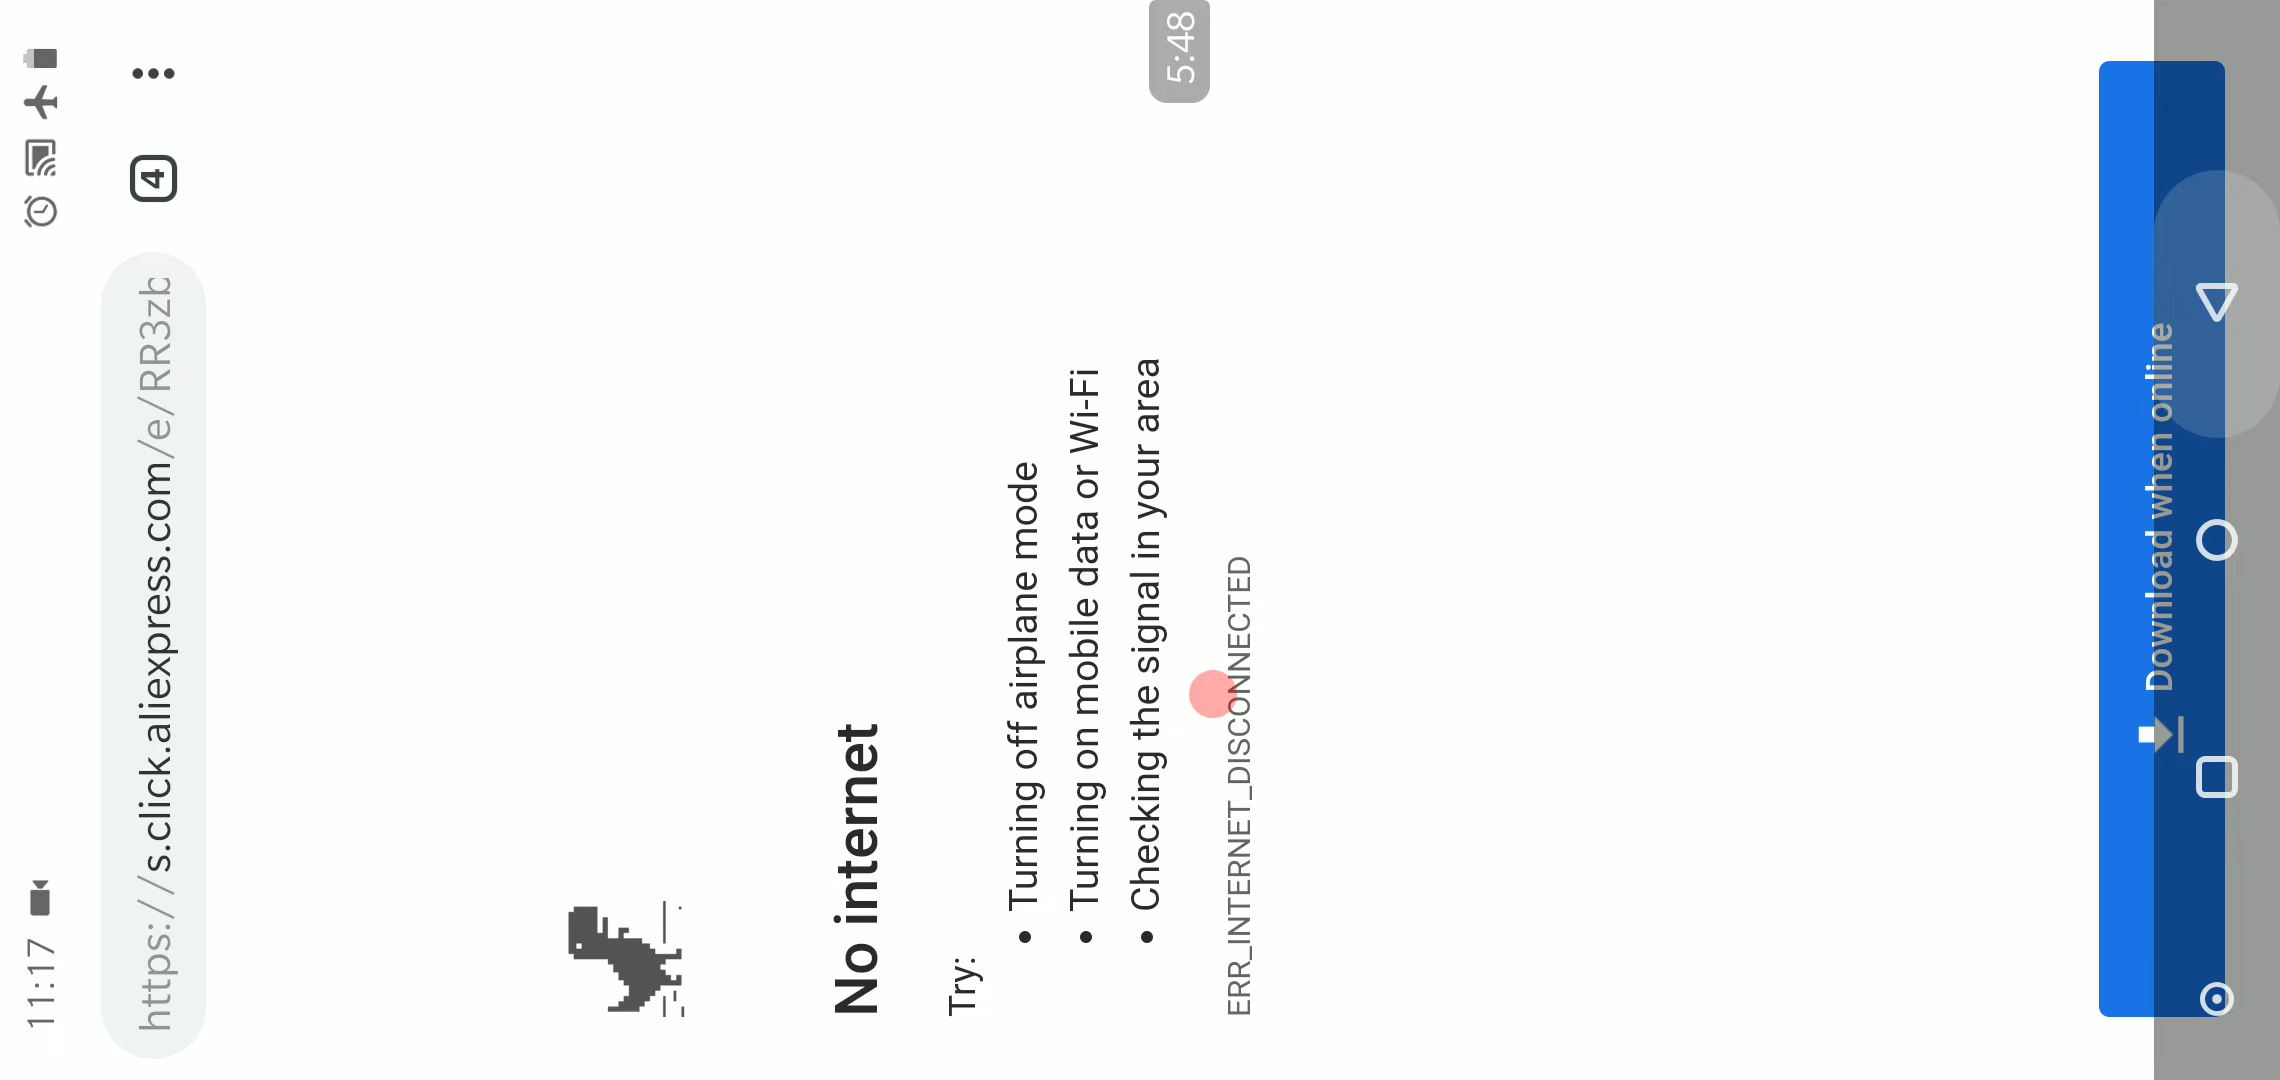 11:17
https://s.click.aliexpress.com/e/RR3zb
4
No internet
Try:
• Turning off airplane mode
• Turning on mobile data or Wi-Fi
• Checking the signal in your area
5:48
ERR_INTERNET_DISCONNECTED
Download when online